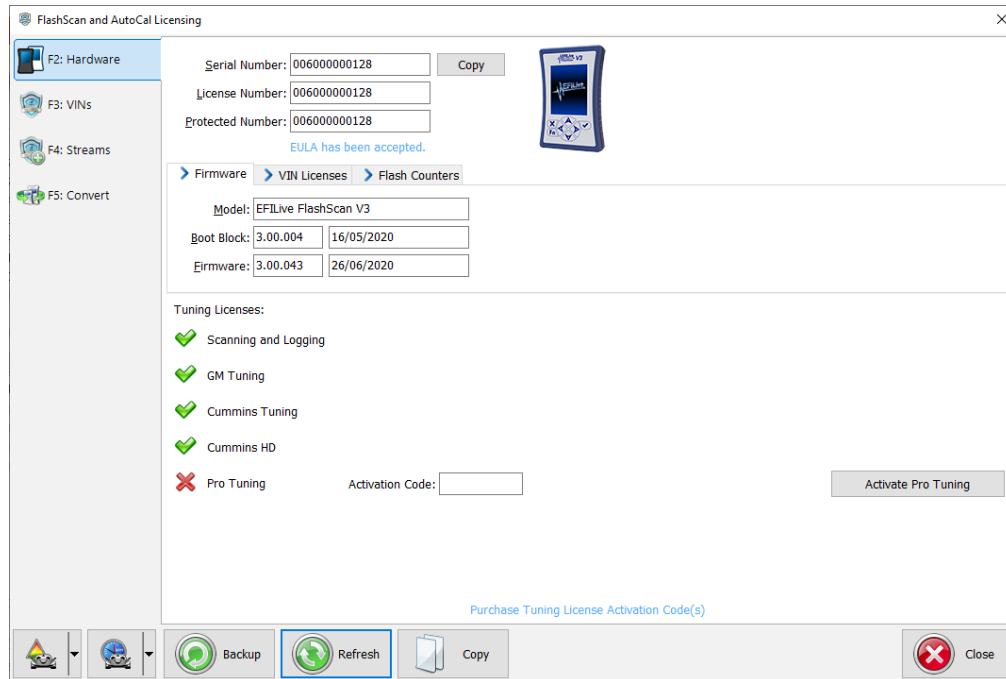 FlashScan and AutoCal Licensing
F2: Hardware
F3: VINs
F4: Streams
F5: Convert
Serial Number: 006000000128 Copy
License Number: 006000000128
Protected Number: 006000000128
EULA has been accepted.
EFILIVE
Fn
Firmware VIN Licenses Flash Counters
Model: EFILive FlashScan V3
Boot Block: 3.00.004 16/05/2020
Firmware: 3.00.043 26/06/2020
Tuning Licenses:
Scanning and Logging
GM Tuning
Cummins Tuning
Cummins HD
Pro Tuning Activation Code: Activate Pro Tuning
Purchase Tuning License Activation Code(s)
Backup Refresh Copy Close